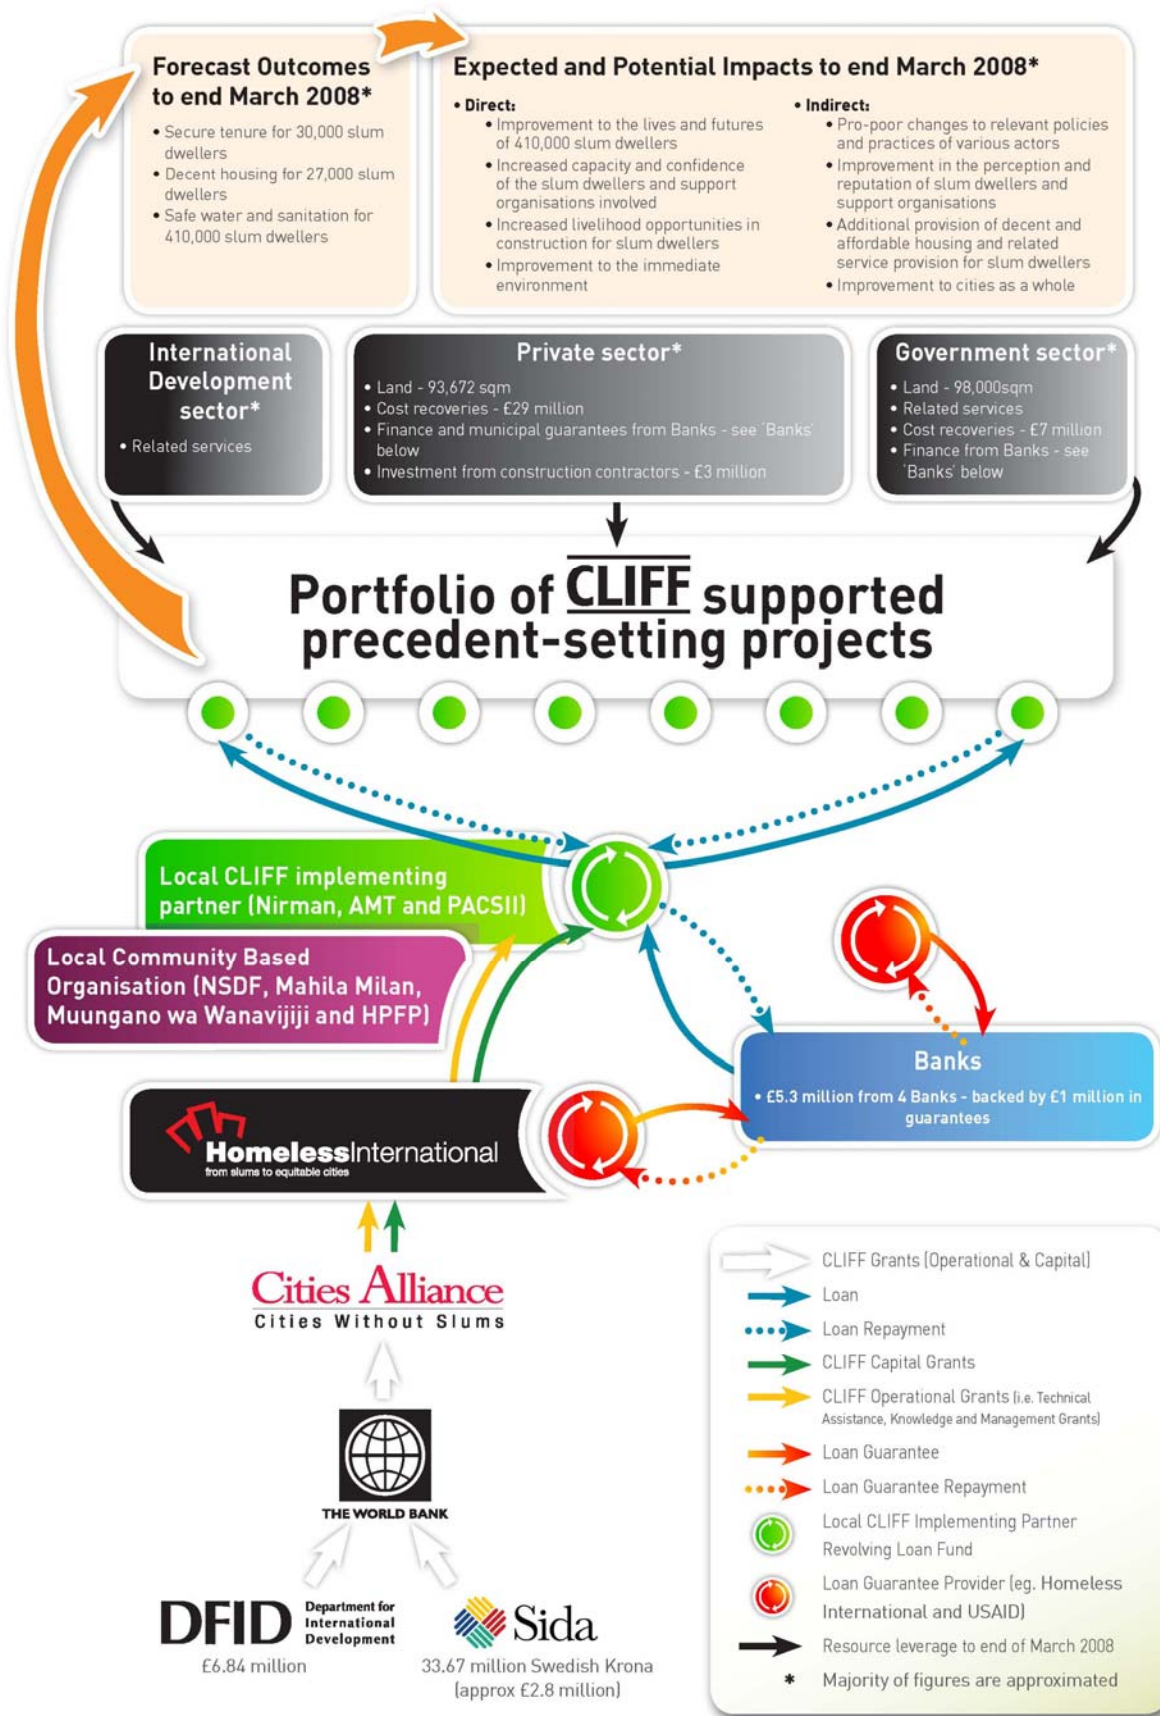 Forecast Outcomes
to end March 2008*
• Secure tenure for 30,000 slum
dwellers
• Decent housing for 27,000 slum
dwellers
• Safe water and sanitation for
410,000 slum dwellers
Expected and Potential Impacts to end March 2008*
• Direct:
• Improvement to the lives and futures
of 410,000 slum dwellers
• Increased capacity and confidence
of the slum dwellers and support
organisations involved
• Increased livelihood opportunities in
construction for slum dwellers
• Improvement to the immediate
environment
• Indirect:
• Pro-poor changes to relevant policies
and practices of various actors
• Improvement in the perception and
reputation of slum dwellers and
support organisations
• Additional provision of decent and
affordable housing and related
service provision for slum dwellers
• Improvement to cities as a whole
International
Development
sector*
• Related services
Private sector*
• Land - 93,672 sqm
• Cost recoveries - £29 million
• Finance and municipal guarantees from Banks - see 'Banks'
below
• Investment from construction contractors - £3 million
Government sector*
• Land - 98,000sqm
• Related services
• Cost recoveries - £7 million
• Finance from Banks - see
'Banks' below
Portfolio of CLIFF supported
precedent-setting projects
Local CLIFF implementing
partner (Nirman, AMT and PACSII)
Local Community Based
Organisation (NSDF, Mahila Milan,
Muungano wa Wanavijiji and HPFP)
Banks
• £5.3 million from 4 Banks - backed by £1 million in
guarantees
HomelessInternational
from slums to equitable cities
Cities Alliance
Cities Without Slums
THE WORLD BANK
DFID
Department for
International
Development
£6.84 million
Sida
33.67 million Swedish Krona
(approx £2.8 million)
CLIFF Grants (Operational & Capital)
Loan
Loan Repayment
CLIFF Capital Grants
CLIFF Operational Grants (i.e. Technical
Assistance, Knowledge and Management Grants)
Loan Guarantee
Loan Guarantee Repayment
Local CLIFF Implementing Partner
Revolving Loan Fund
Loan Guarantee Provider (eg. Homeless
International and USAID)
Resource leverage to end of March 2008
* Majority of figures are approximated